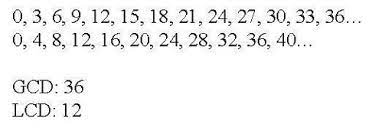 0, 3, 6, 9, 12, 15, 18, 21, 24, 27, 30, 33, 36...
0, 4, 8, 12, 16, 20, 24, 28, 32, 36, 40...
GCD: 36
LCD: 12